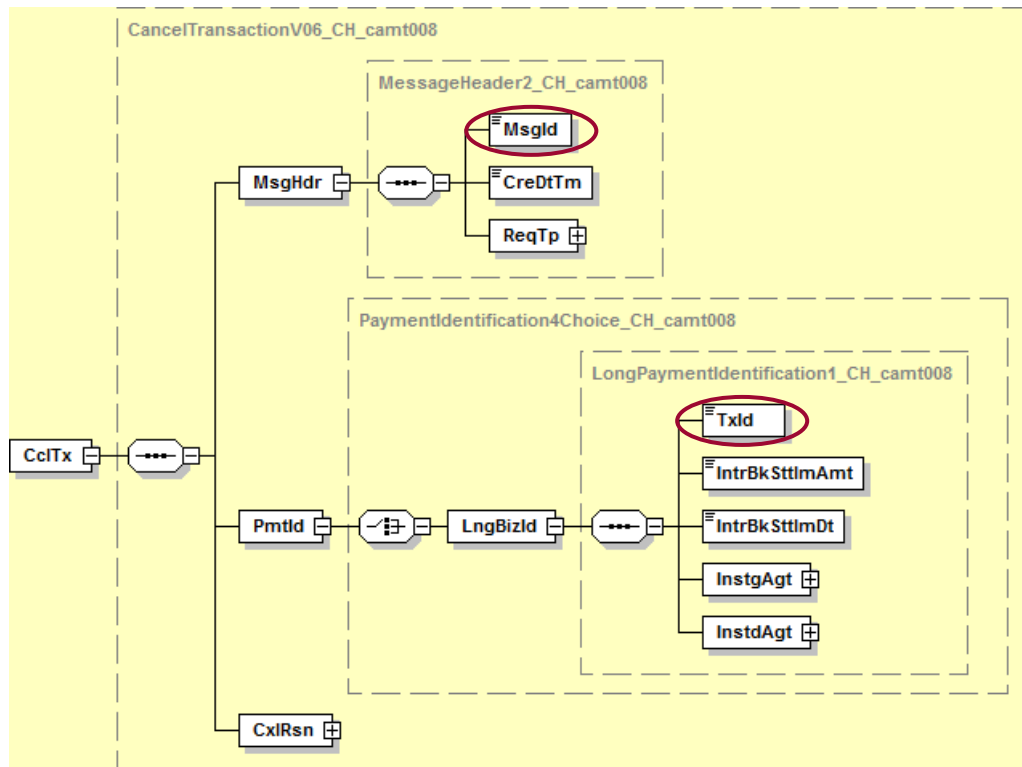 CancelTransactionV06_CH_camt008
MessageHeader2_CH_camt008
MsgId
MsgHdr
CreDtTm
ReqTp
PaymentIdentification4Choice_CH_camt008
LongPaymentIdentification1_CH_camt008
TxId
CclTx
IntrBkSttlmAmt
PmtId
LngBizId
IntrBkSttlmDt
InstgAgt
InstdAgt
CxlRsn